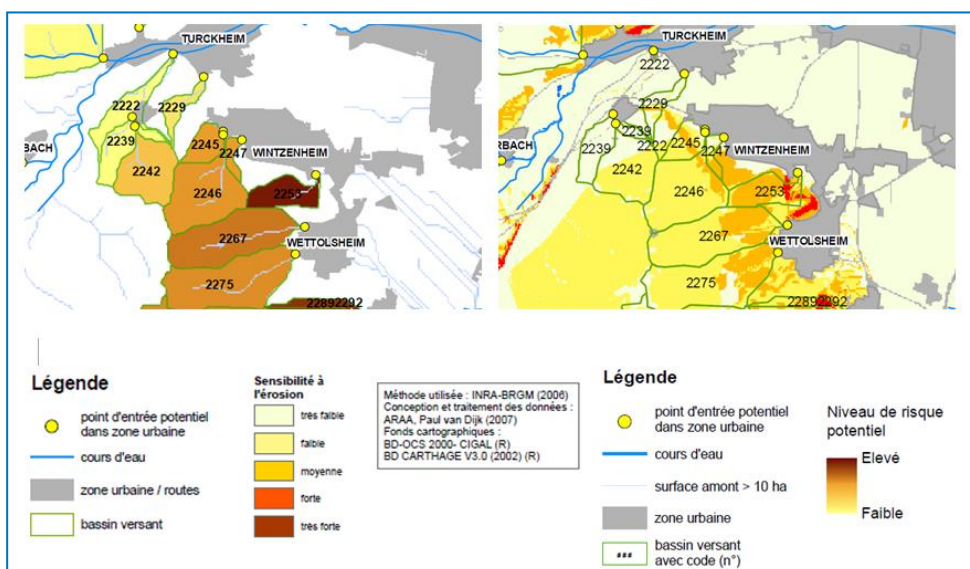 TURCKHEIM
2222
2229
2239
BACH
2245
2242
2247
WINTZENHEIM
2246
2253
2267
WETTOLSHEIM
2275
22892292
TURCKHEIM
2222
2229
RBACH
2239
2239
2222
2245
2247
WINTZENHEIM
2242
2246
2253
2267
WETTOLSHEIM
2275
22892292
Légende
point d'entrée potentiel
dans zone urbaine
cours d'eau
zone urbaine / routes
bassin versant
Sensibilité à
l'érosion
très faible
faible
moyenne
forte
très forte
Méthode utilisée : INRA-BRGM (2006)
Conception et traitement des données :
ARAA, Paul van Dijk (2007)
Fonds cartographiques :
BD-OCS 2000- CIGAL (R)
BD CARTHAGE V3.0 (2002) (R)
Légende
point d'entrée potentiel
dans zone urbaine
cours d'eau
surface amont > 10 ha
zone urbaine
###
bassin versant
avec code (n°)
Niveau de risque
potentiel
Elevé
Faible